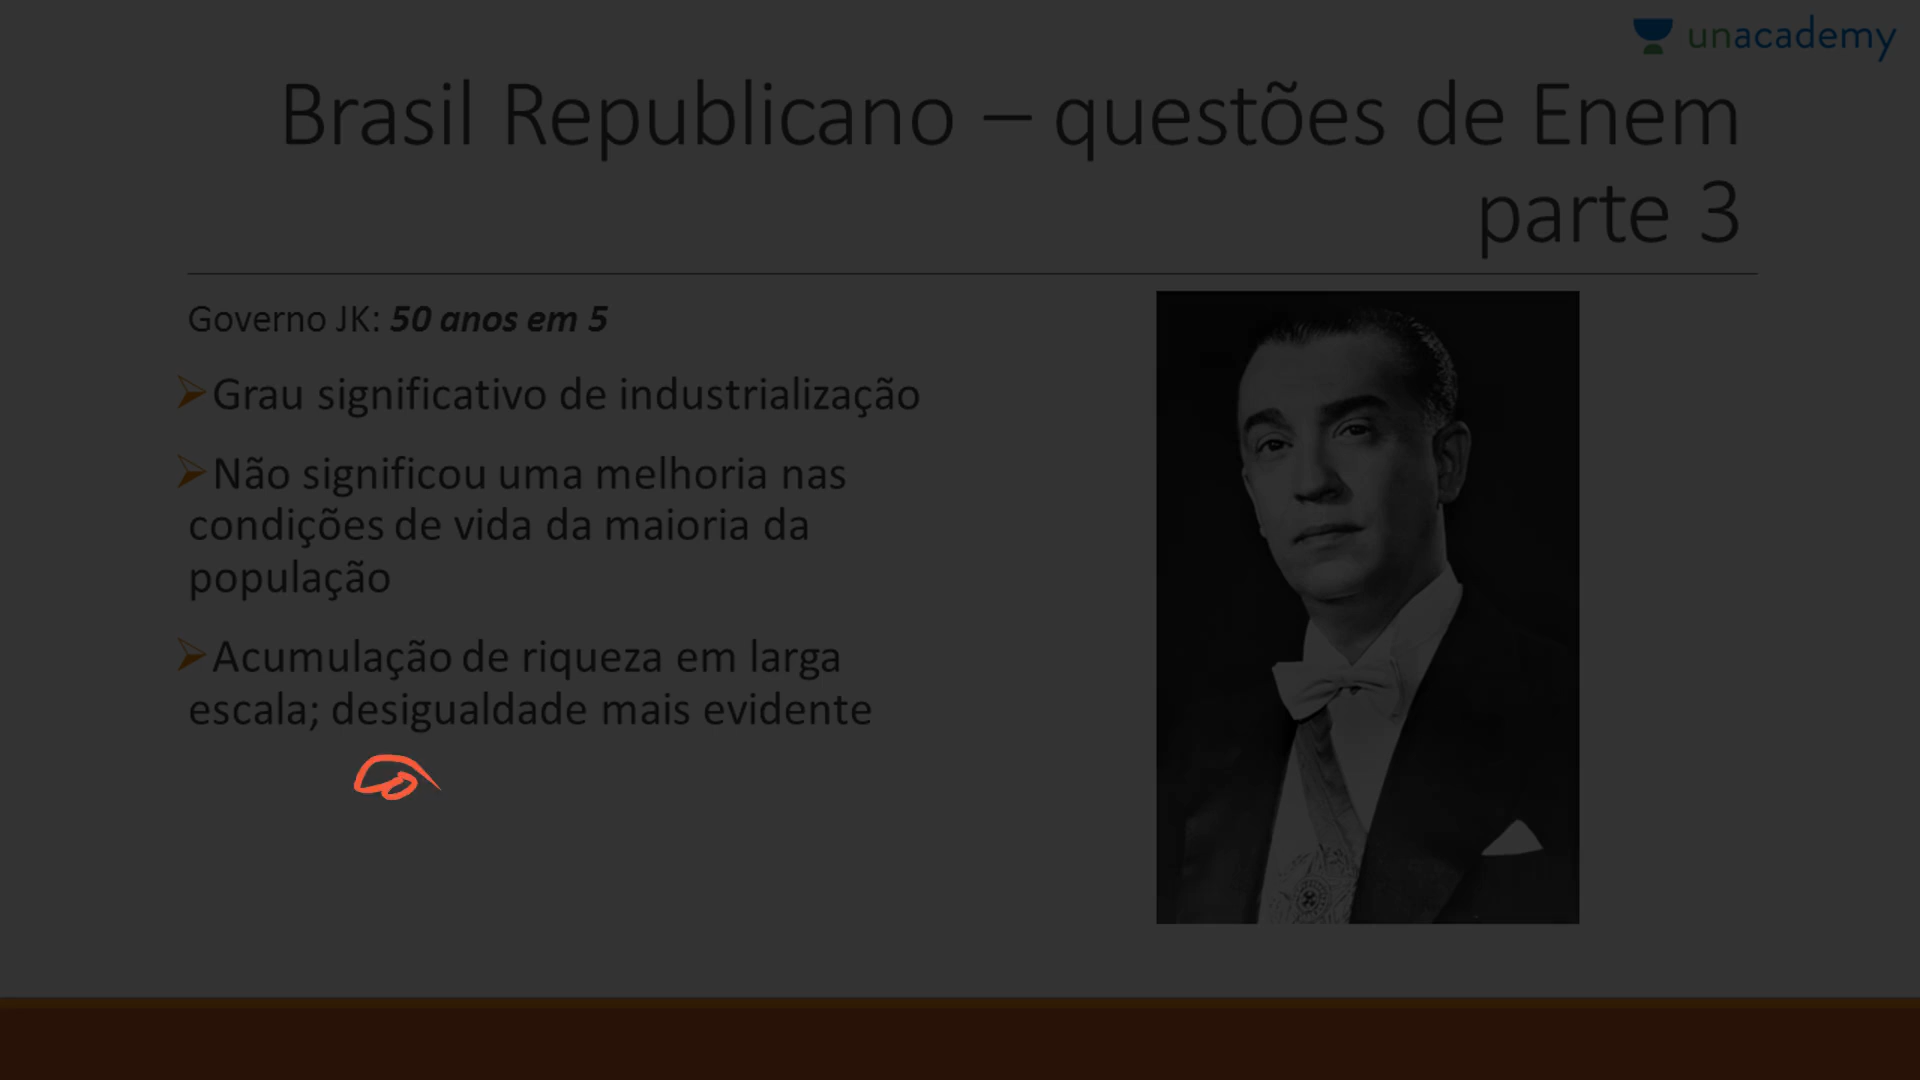 unacademy
Brasil Republicano – questões de Enem
parte 3
Governo JK: 50 anos em 5
Grau significativo de industrialização
Não significou uma melhoria nas
condições de vida da maioria da
população
Acumulação de riqueza em larga
escala; desigualdade mais evidente